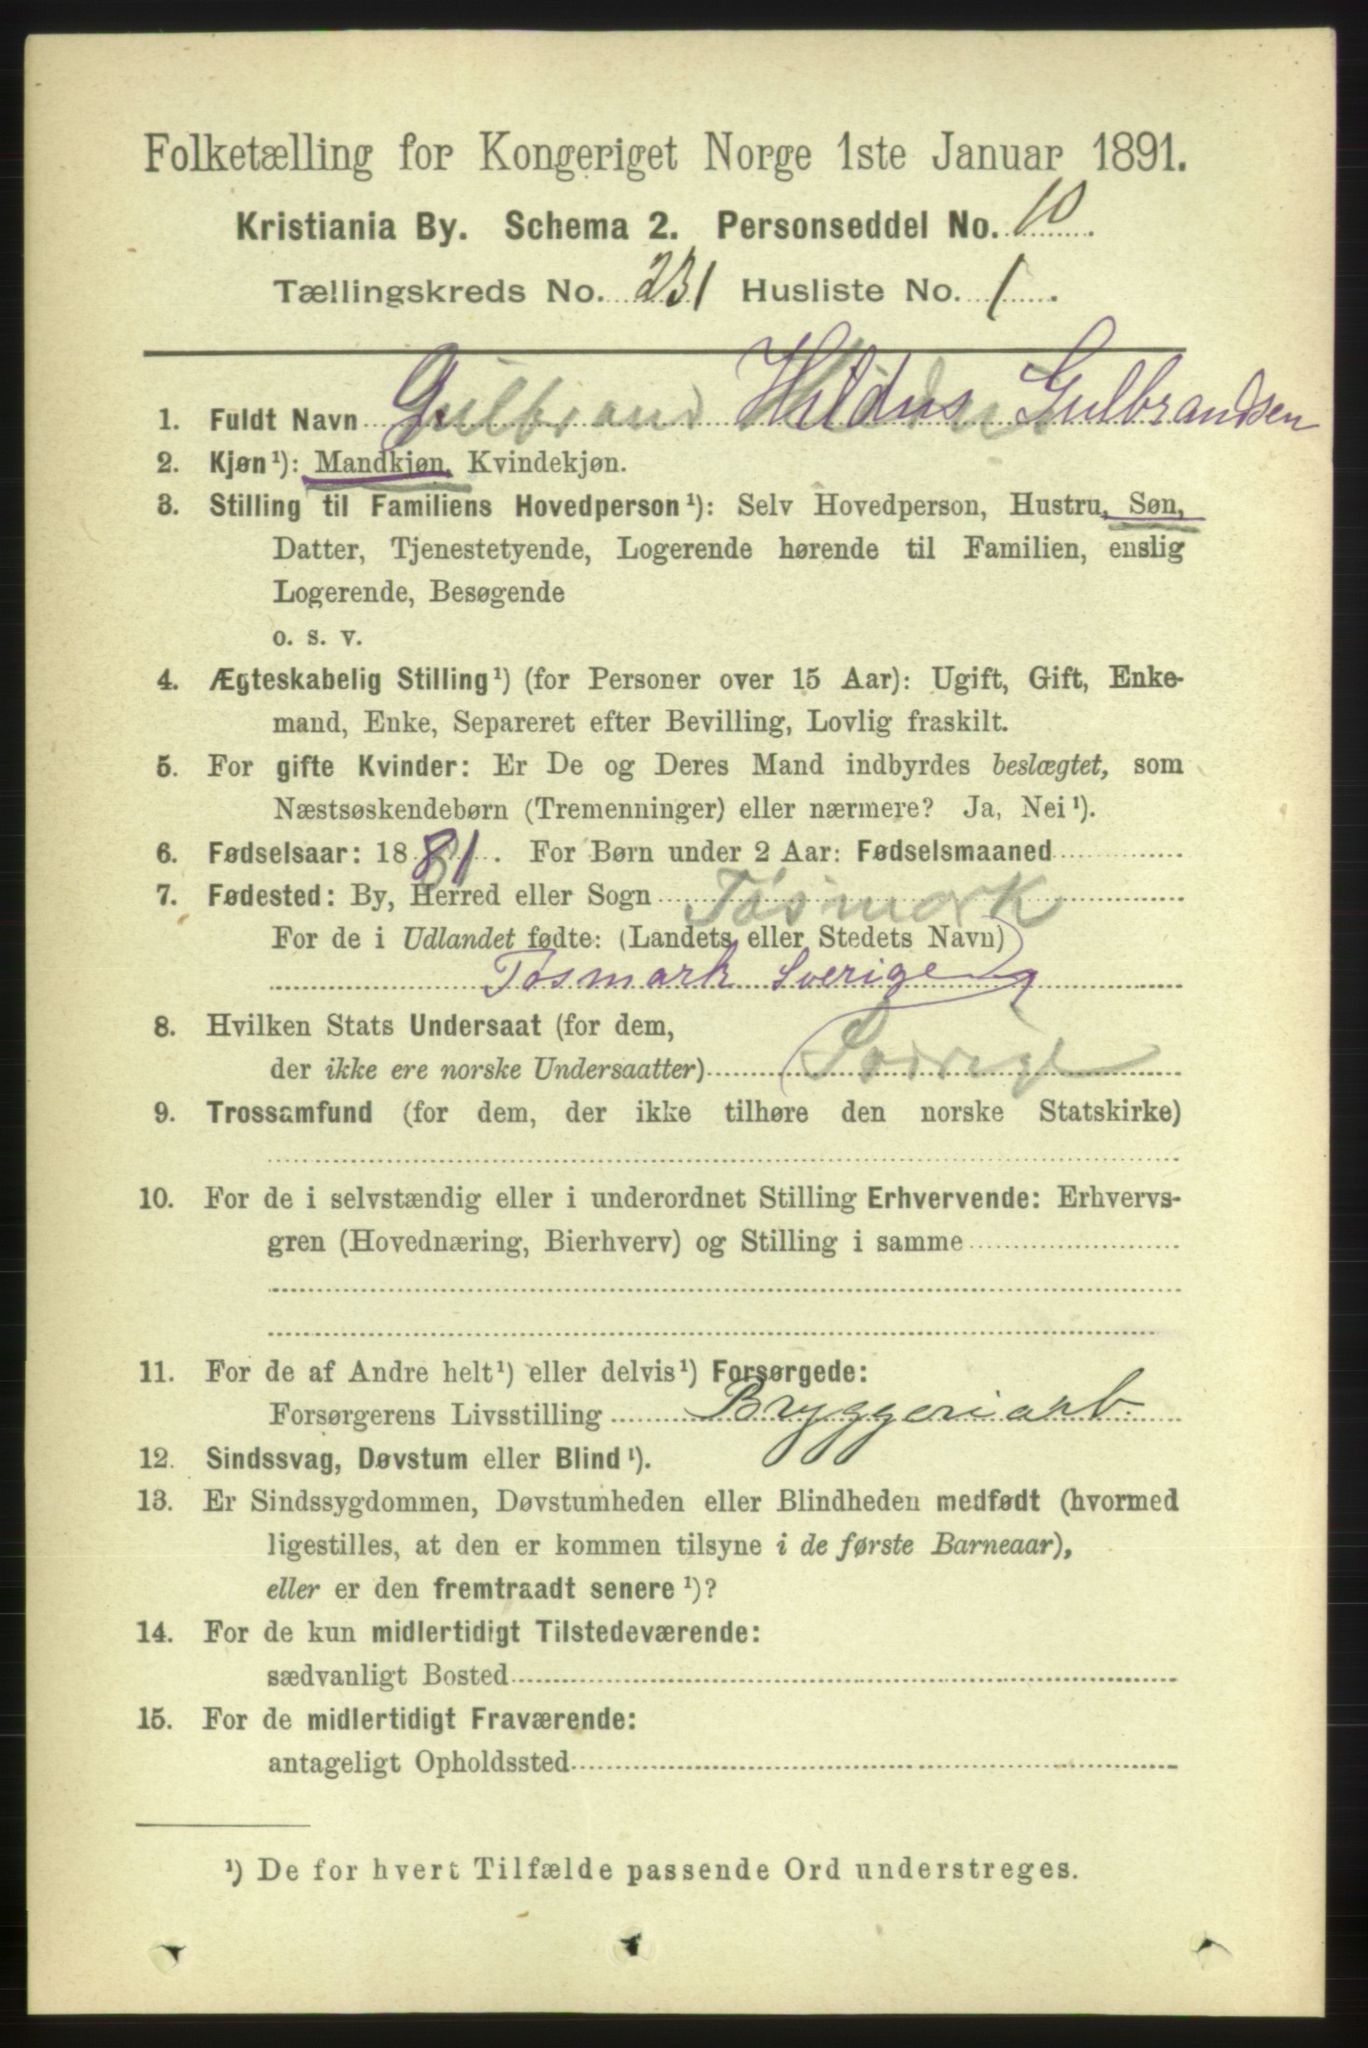 Folketælling for Kongeriget Norge 1ste Januar 1891.
Kristiania By. Schema 2. Personseddel No. 10.
Tællingskreds No. 231 Husliste No. 1.
1. Fuldt Navn Gulbrand Hildus Gulbrandsen
2. Kjøn¹): Mandkjøn, Kvindekjøn.
3. Stilling til Familiens Hovedperson¹): Selv Hovedperson, Hustru, Søn,
Datter, Tjenestetyende, Logerende hørende til Familien, enslig
Logerende, Besøgende
o. s. v.
4. Ægteskabelig Stilling¹) (for Personer over 15 Aar): Ugift, Gift, Enke-
mand, Enke, Separeret efter Bevilling, Lovlig fraskilt.
5. For gifte Kvinder: Er De og Deres Mand indbyrdes beslægtet, som
Næstsøskendebørn (Tremenninger) eller nærmere? Ja, Nei¹).
6. Fødselsaar: 1881. For Børn under 2 Aar: Fødselsmaaned
7. Fødested: By, Herred eller Sogn Tøsmark
For de i Udlandet fødte: (Landets eller Stedets Navn)
Tøsmark Sverige
8. Hvilken Stats Undersaat (for dem,
der ikke ere norske Undersaatter) Sverige
9. Trossamfund (for dem, der ikke tilhøre den norske Statskirke)
10. For de i selvstændig eller i underordnet Stilling Erhvervende: Erhvervs-
gren (Hovednæring, Bierhverv) og Stilling i samme
11. For de af Andre helt¹) eller delvis¹) Forsørgede:
Forsørgerens Livsstilling Bryggeriarb.
12. Sindssvag, Døvstum eller Blind¹).
13. Er Sindssygdommen, Døvstumheden eller Blindheden medfødt (hvormed
ligestilles, at den er kommen tilsyne i de første Barneaar),
eller er den fremtraadt senere¹)?
14. For de kun midlertidigt Tilstedeværende:
sædvanligt Bosted
15. For de midlertidigt Fraværende:
antageligt Opholdssted
¹) De for hvert Tilfælde passende Ord understreges.